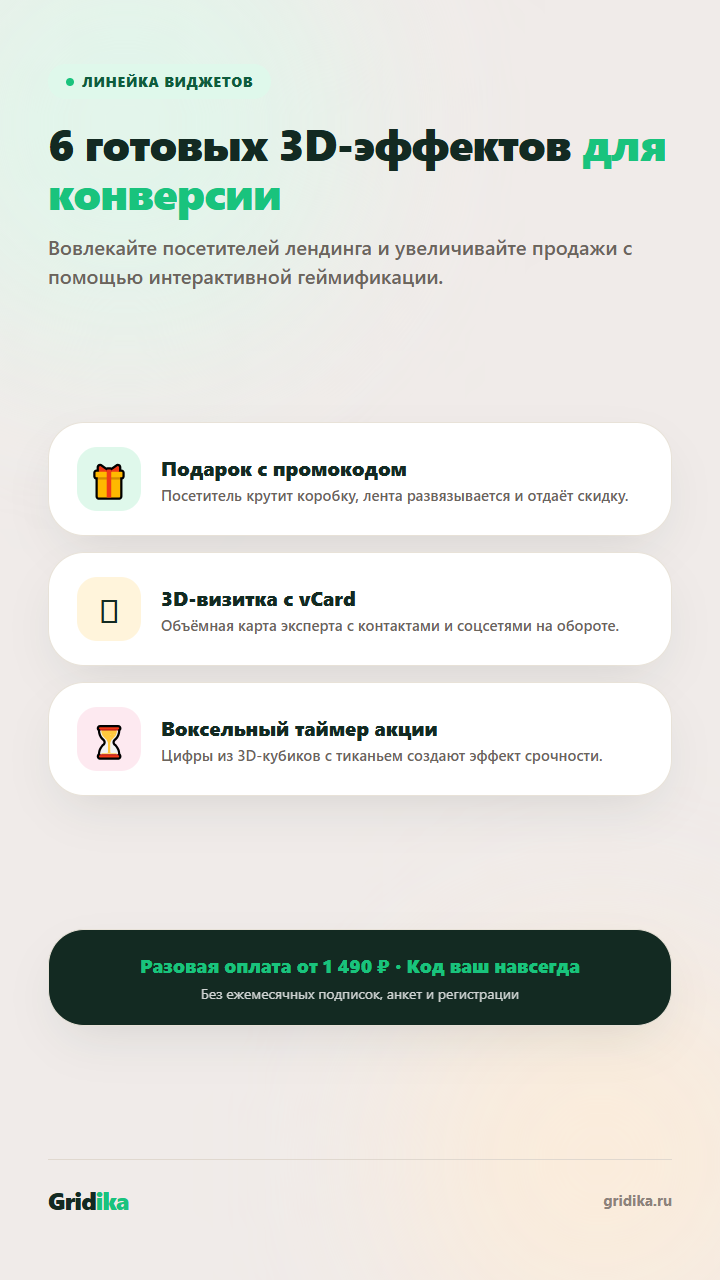 ЛИНЕЙКА ВИДЖЕТОВ
6 готовых 3D-эффектов для
конверсии
Вовлекайте посетителей лендинга и увеличивайте продажи с
помощью интерактивной геймификации.
Подарок с промокодом
Посетитель крутит коробку, лента развязывается и отдаёт скидку.
3D-визитка с vCard
Объёмная карта эксперта с контактами и соцсетями на обороте.
Воксельный таймер акции
Цифры из 3D-кубиков с тиканьем создают эффект срочности.
Разовая оплата от 1 490 ₽ · Код ваш навсегда
Без ежемесячных подписок, анкет и регистрации
Gridika
gridika.ru